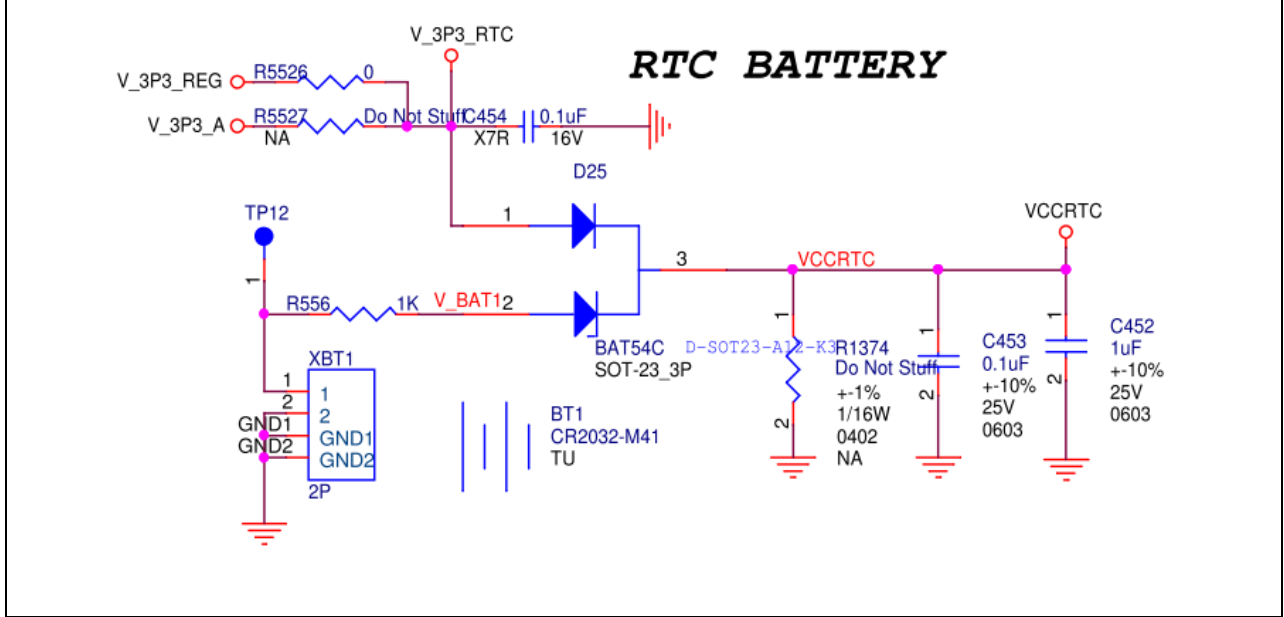 V_3P3_RTC
RTC BATTERY
V_3P3_REG
R5526
0
V_3P3_A
R5527
NA
Do Not Stuff
C454
X7R
0.1uF
16V
D25
1
TP12
1
VCCRTC
3
VCCRTC
R556
1K
V_BAT1
2
BAT54C
SOT-23_3P
D-SOT23-A12-K3
1
R1374
Do Not Stuff
+-1%
1/16W
0402
NA
2
1
C453
0.1uF
+-10%
25V
0603
2
1
C452
1uF
+-10%
25V
0603
2
XBT1
1
2
GND1
GND2
1
2
GND1
GND2
2P
BT1
CR2032-M41
TU